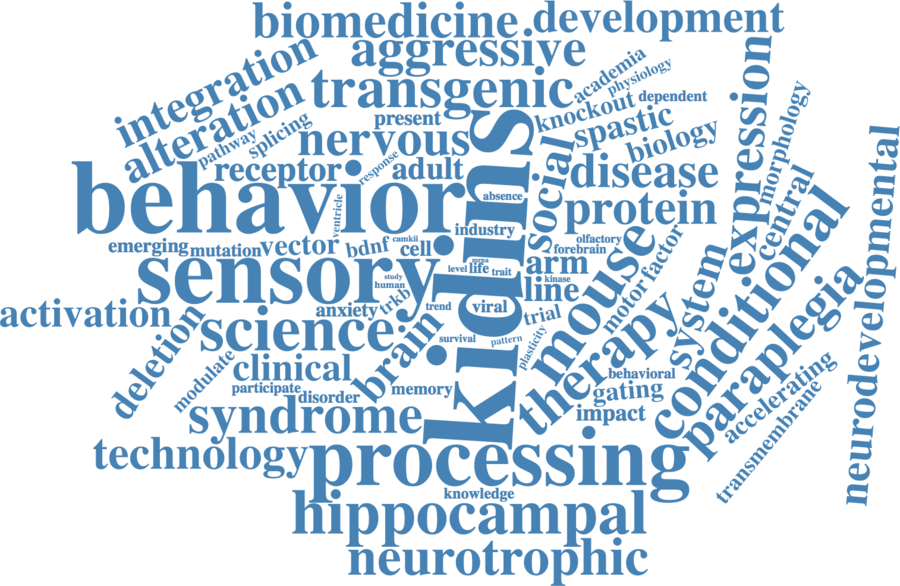 biomedicine
development
aggressive
integration
transgenic
academia
physiology
alteration
knockout
dependent
pathway
splicing
present
nervous
spastic
biology
expression
morphology
receptor
response
adult
social
disease
behavior
kidins
absence
protein
central
neurodevelopmental
ventricle
industry
emerging
mutation
vector
bdnf
camkii
cell
olfactory
forebrain
mouse
motor
factor
system
conditional
sensory
study
human
mrna
level
life
trait
arm
kinase
line
activation
anxiety
trkb
trend
viral
trial
science
brain
survival
pattern
plasticity
therapy
paraplegia
deletion
modulate
clinical
participate
disorder
memory
behavioral
gating
impact
accelerating
transmembrane
syndrome
technology
processing
knowledge
hippocampal
neurotrophic